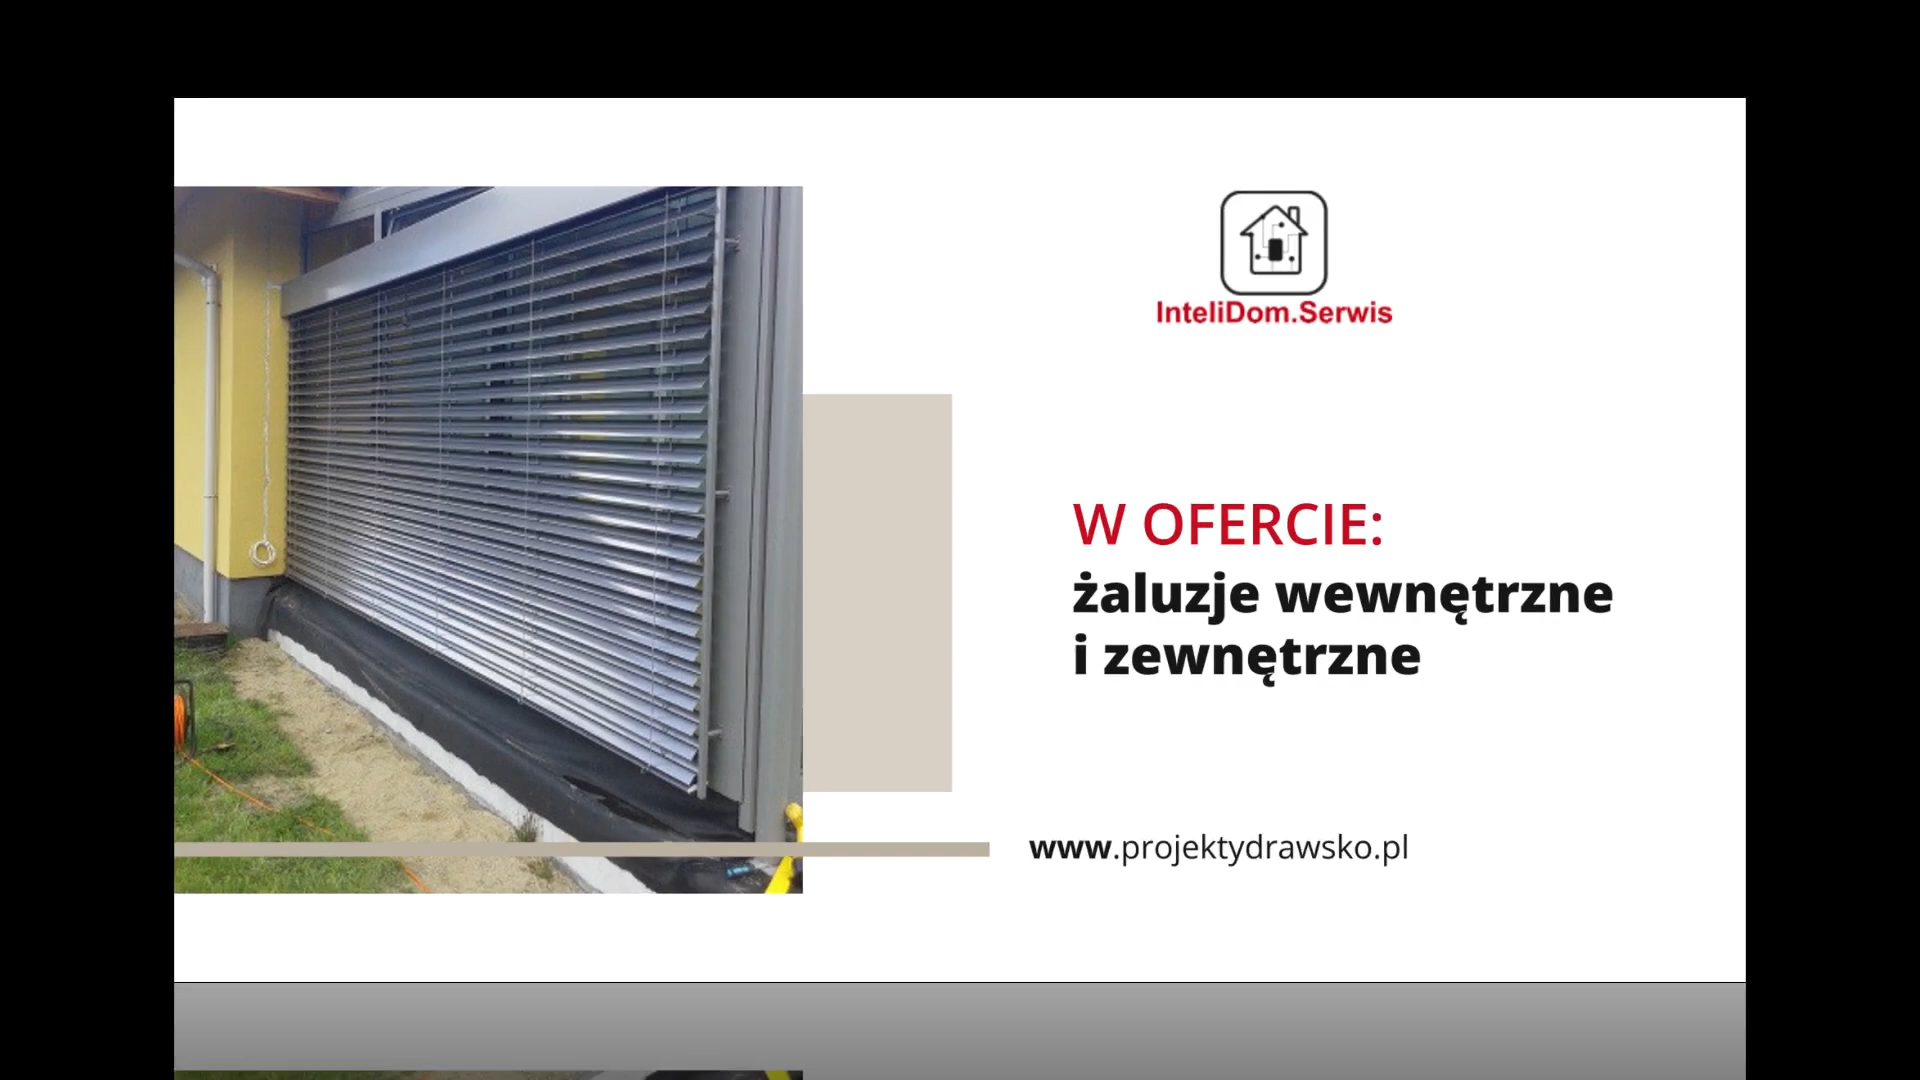 InteliDom.Serwis
W OFERCIE:
żaluzje wewnętrzne
i zewnętrzne
www.projektydrawsko.pl